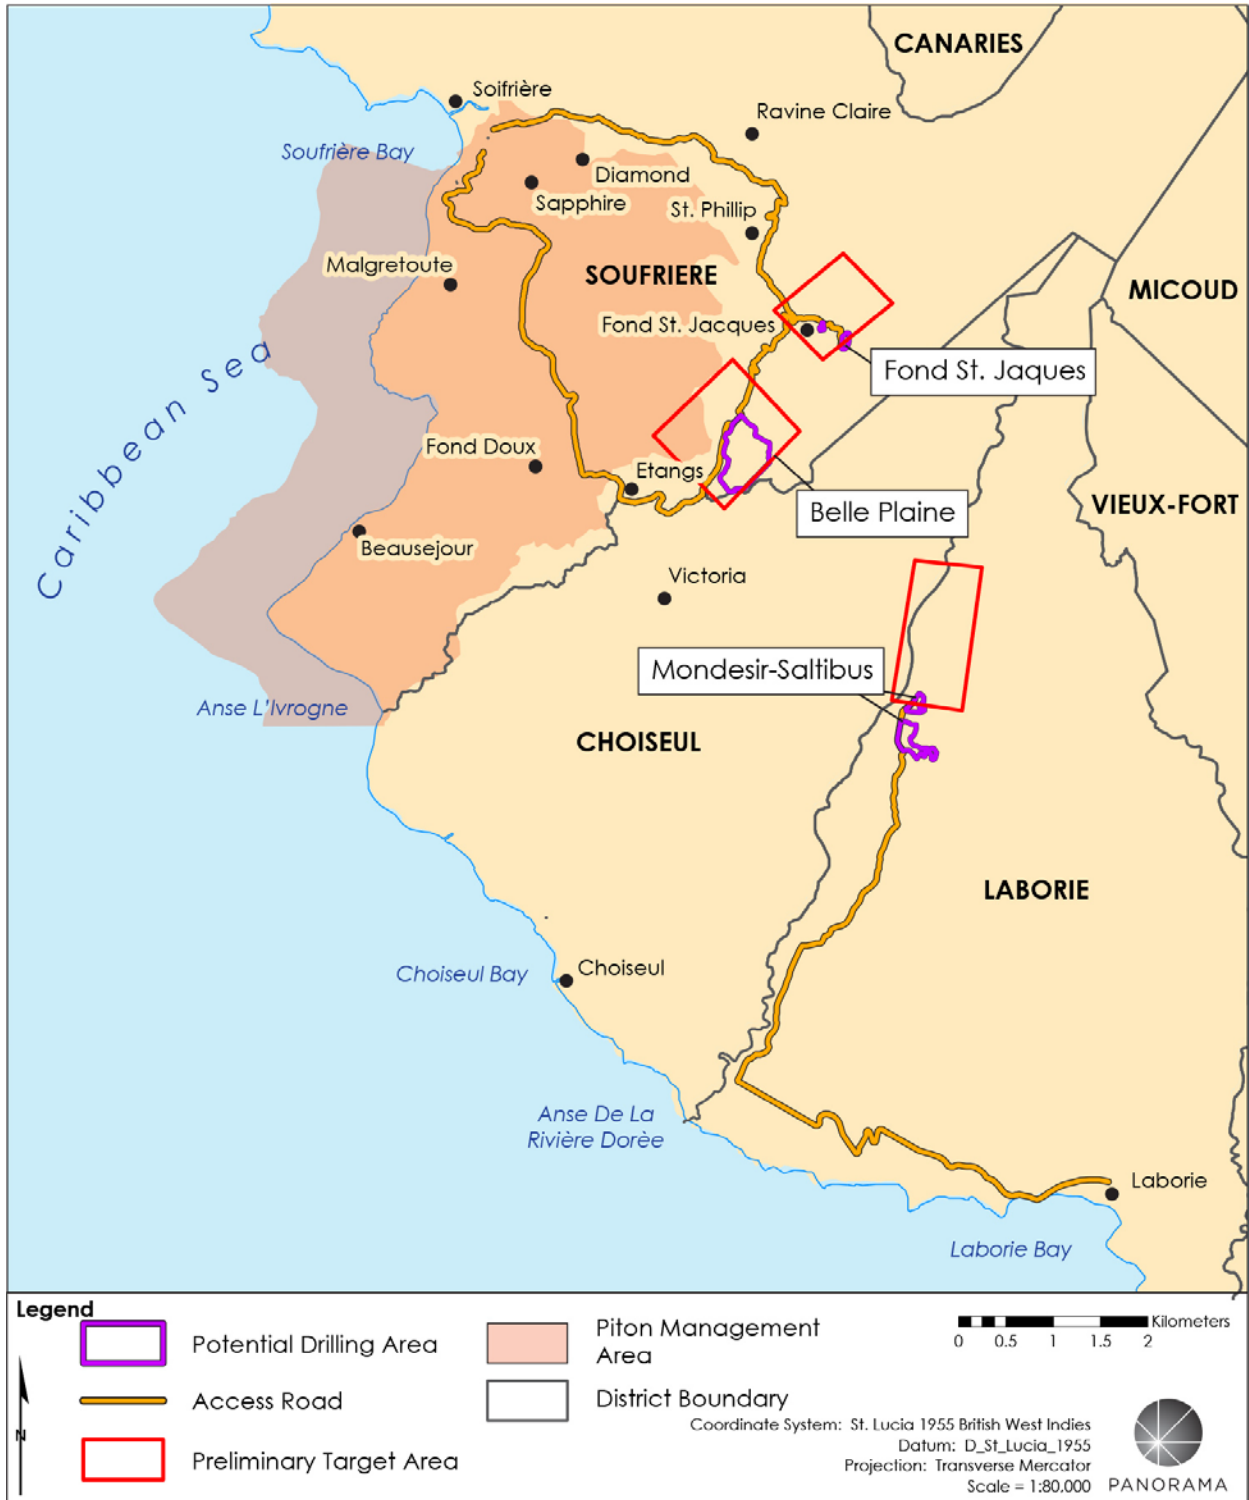 CANARIES
Soifrière
Ravine Claire
Soufrière Bay
Diamond
Sapphire
St. Phillip
Malgretoute
SOUFRIERE
MICOUD
Fond St. Jacques
Fond St. Jaques
Caribbean Sea
Fond Doux
Etangs
Belle Plaine
VIEUX-FORT
Beausejour
Victoria
Mondesir-Saltibus
Anse L'Ivrogne
CHOISEUL
LABORIE
Choiseul Bay
Choiseul
Anse De La
Rivière Dorèe
Laborie
Laborie Bay
Legend
Potential Drilling Area
Access Road
Preliminary Target Area
Piton Management
Area
District Boundary
Kilometers
0 0.5 1 1.5 2
N
Coordinate System: St. Lucia 1955 British West Indies
Datum: D_St_Lucia_1955
Projection: Transverse Mercator
Scale = 1:80,000
PANORAMA